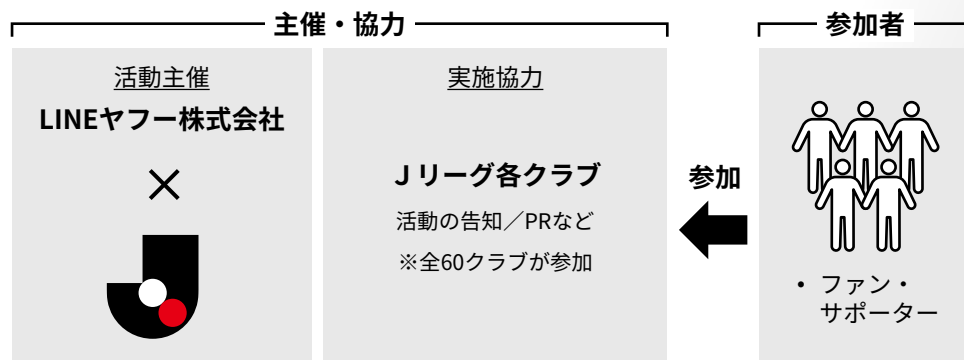 主催・協力
活動主催
LINEヤフー株式会社
×
実施協力
Jリーグ各クラブ
活動の告知／PRなど
※全60クラブが参加
参加
参加者
• ファン・
サポーター